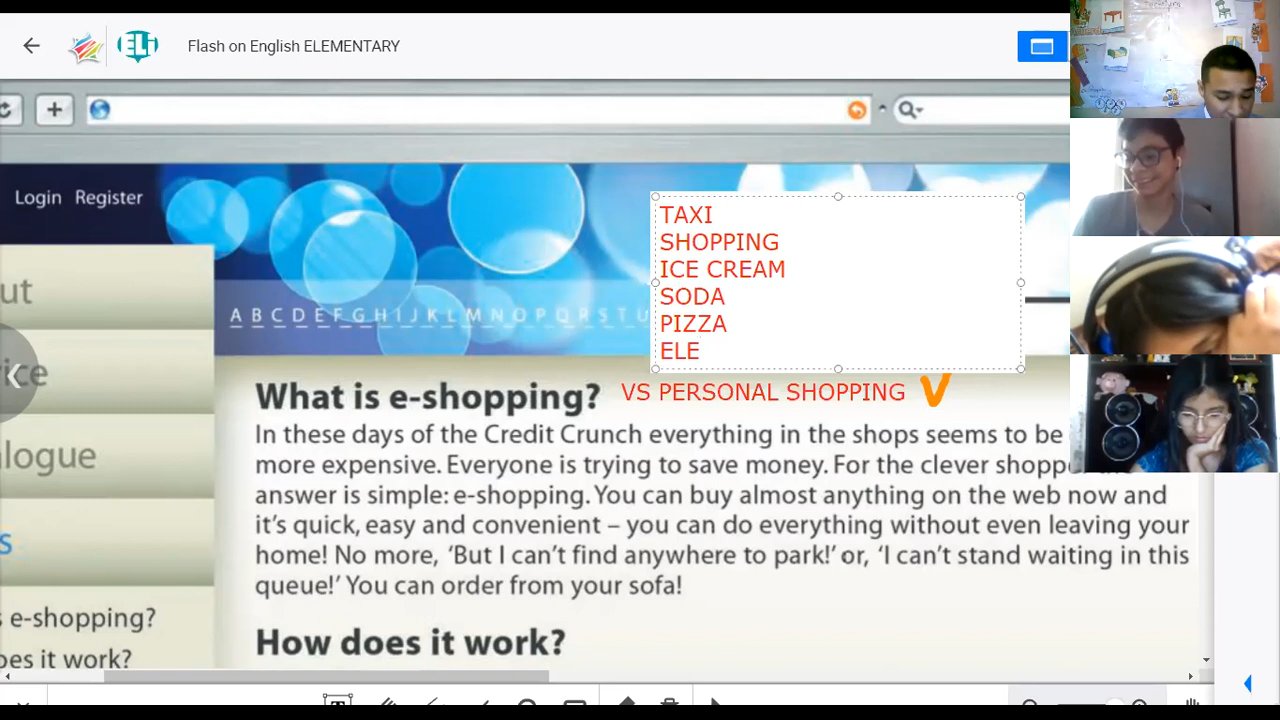 ELi
Flash on English ELEMENTARY
Login Register
TAXI
SHOPPING
ICE CREAM
SODA
PIZZA
ELE
A B C D E F G H I J K L M N O P Q R S T U
ut
ice
alogue
s
What is e-shopping? VS PERSONAL SHOPPING V
In these days of the Credit Crunch everything in the shops seems to be
more expensive. Everyone is trying to save money. For the clever
answer is simple: e-shopping. You can buy almost anything on the web now and
it's quick, easy and convenient – you can do everything without even leaving your
home! No more, 'But I can't find anywhere to park!' or, 'I can't stand waiting in this
queue!' You can order from your sofa!
s e-shopping?
How does it work?
oes it work?